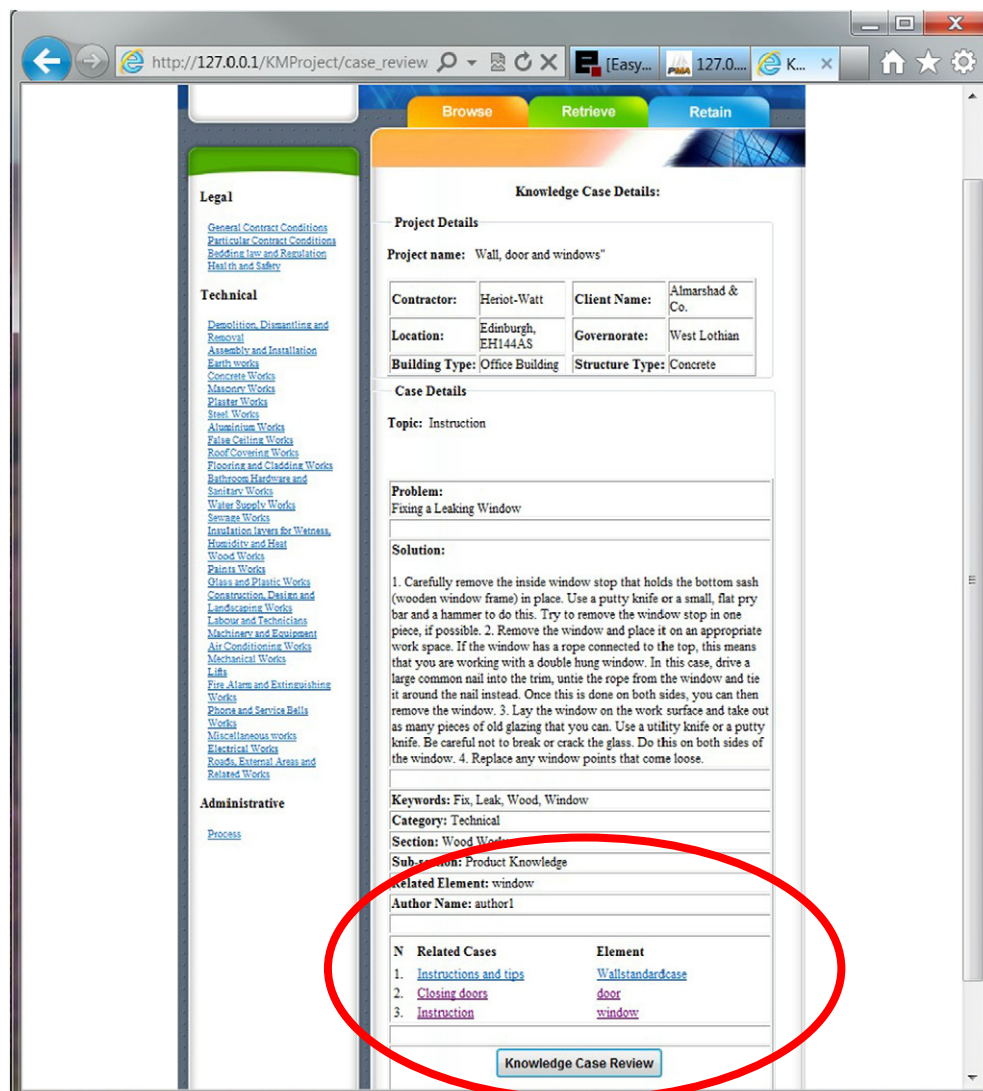 http://127.0.0.1/KMProject/case_review
[Easy...
127.0....
K...
Browse
Retrieve
Retain
Legal
General Contract Conditions
Particular Contract Conditions
Bedding law and Regulation
Health and Safety
Technical
Demolition, Dismantling and
Removal
Assembly and Installation
Earth works
Concrete Works
Masonry Works
Plaster Works
Steel Works
Aluminium Works
False Ceiling Works
Roof Covering Works
Flooring and Cladding Works
Bathroom Hardware and
Sanitary Works
Water Supply Works
Sewage Works
Insulation layers for Wetness,
Humidity and Heat
Wood Works
Paints Works
Glass and Plastic Works
Construction, Design and
Landscaping Works
Labour and Technicians
Machinery and Equipment
Air Conditioning Works
Mechanical Works
Lifts
Fire Alarm and Extinguishing
Works
Phone and Service Bells
Works
Miscellaneous works
Electrical Works
Roads, External Areas and
Related Works
Administrative
Process
Knowledge Case Details:
Project Details
Project name: Wall, door and windows"
Contractor: Heriot-Watt Client Name: Almarshad &
Co.
Location: Edinburgh,
EH144AS Governorate: West Lothian
Building Type: Office Building Structure Type: Concrete
Case Details
Topic: Instruction
Problem:
Fixing a Leaking Window
Solution:
1. Carefully remove the inside window stop that holds the bottom sash
(wooden window frame) in place. Use a putty knife or a small, flat pry
bar and a hammer to do this. Try to remove the window stop in one
piece, if possible. 2. Remove the window and place it on an appropriate
work space. If the window has a rope connected to the top, this means
that you are working with a double hung window. In this case, drive a
large common nail into the trim, untie the rope from the window and tie
it around the nail instead. Once this is done on both sides, you can then
remove the window. 3. Lay the window on the work surface and take out
as many pieces of old glazing that you can. Use a utility knife or a putty
knife. Be careful not to break or crack the glass. Do this on both sides of
the window. 4. Replace any window points that come loose.
Keywords: Fix, Leak, Wood, Window
Category: Technical
Section: Wood Works
Sub-section: Product Knowledge
Related Element: window
Author Name: author1
N Related Cases Element
1. Instructions and tips Wallstandardcase
2. Closing doors door
3. Instruction window
Knowledge Case Review